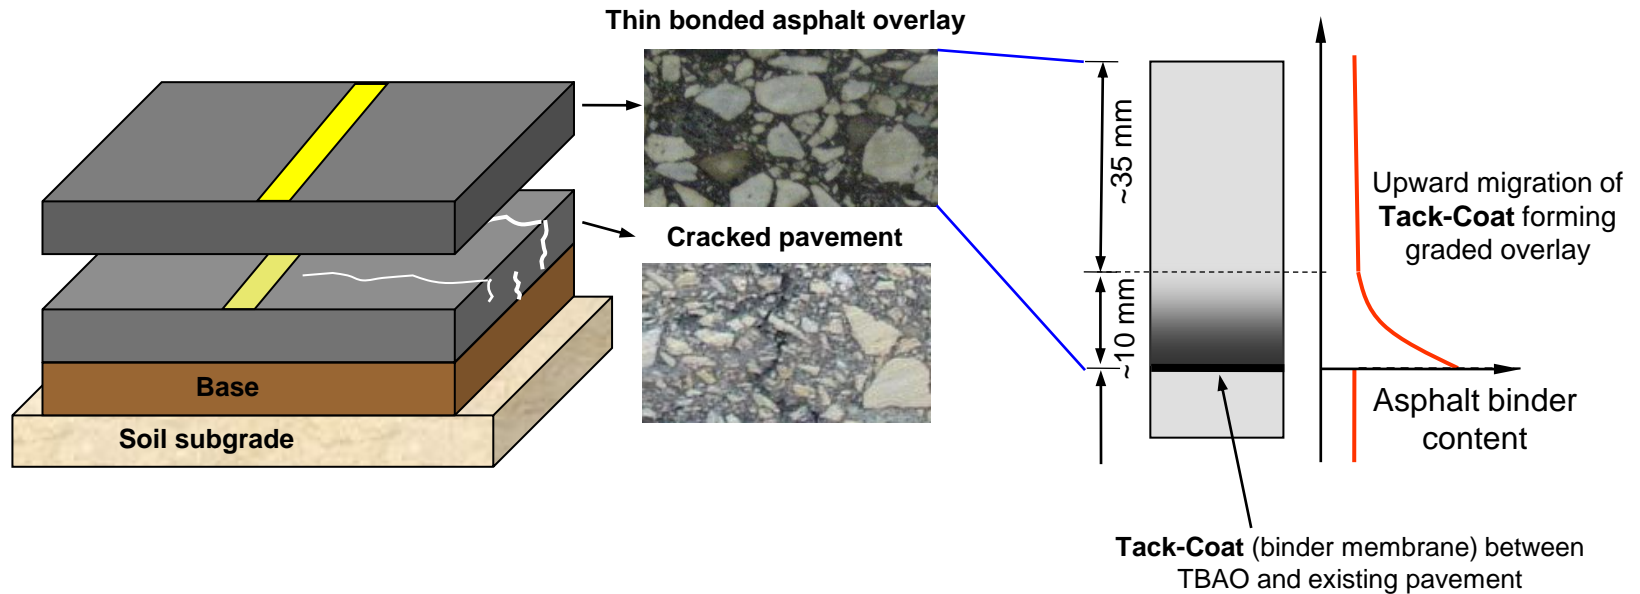 Thin bonded asphalt overlay
Cracked pavement
Base
Soil subgrade
~35 mm
~10 mm
Upward migration of
Tack-Coat forming
graded overlay
Asphalt binder
content
Tack-Coat (binder membrane) between
TBAO and existing pavement